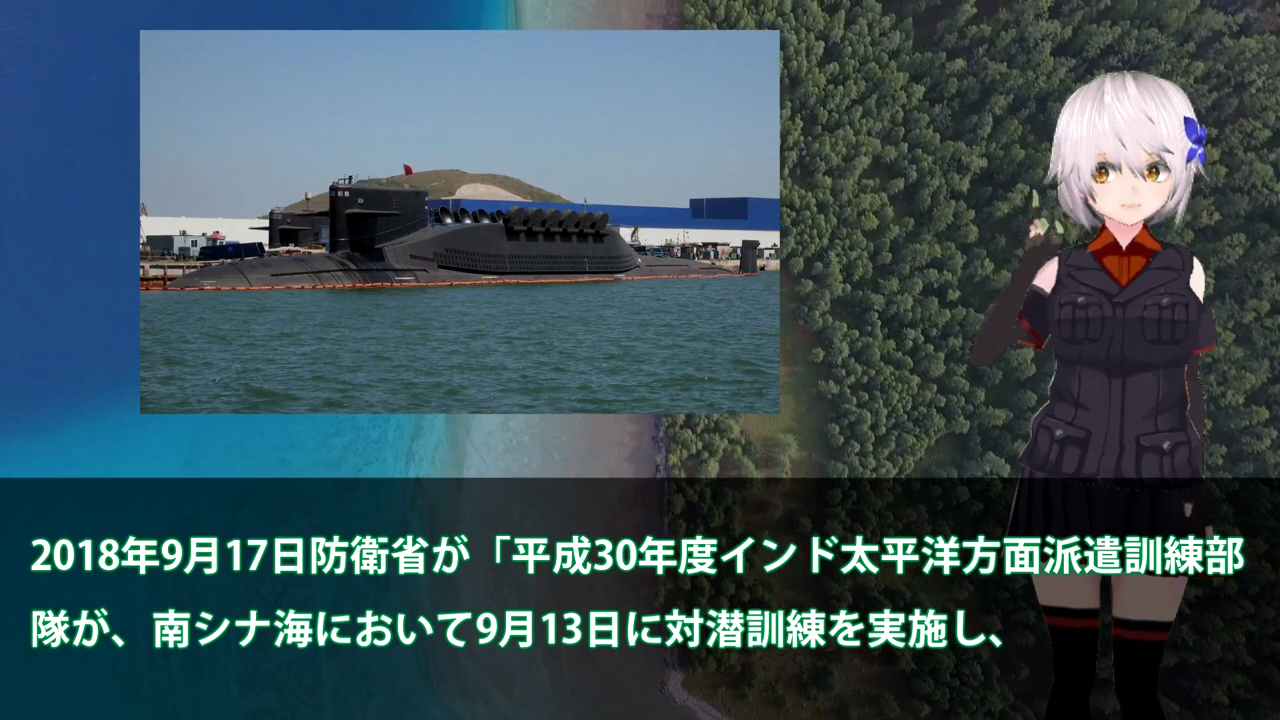 2018年9月17日防衛省が「平成30年度インド太平洋方面派遣訓練部
隊が、南シナ海において9月13日に対潜訓練を実施し、